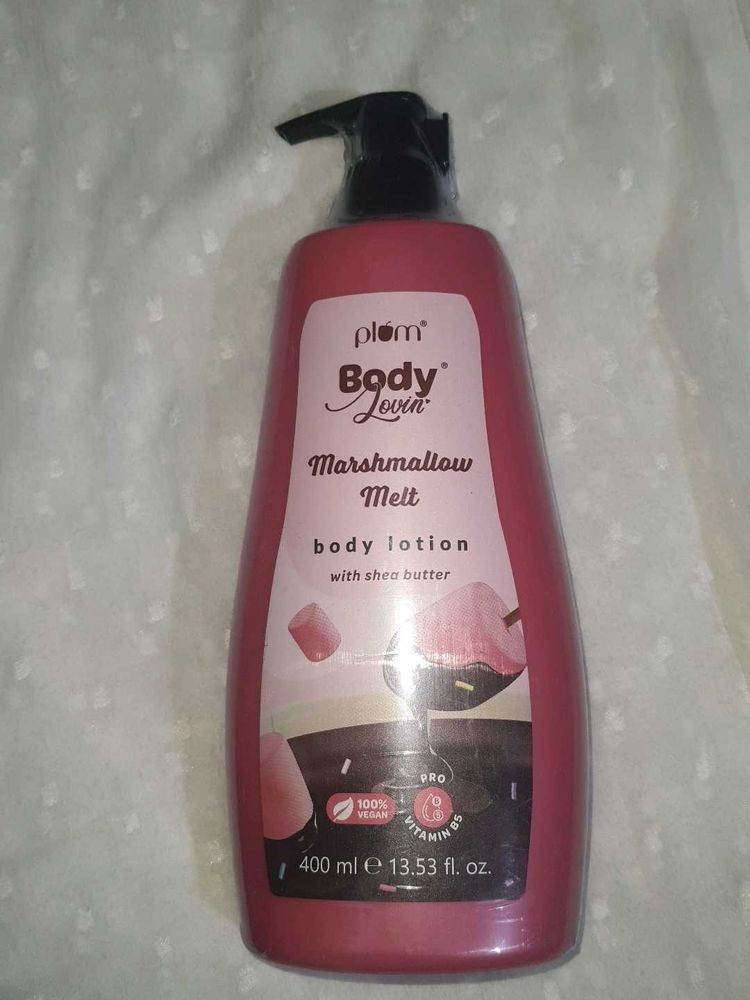 plum®
Body®
Lovin'
Marshmallow
Melt
body lotion
with shea butter
100%
VEGAN
PRO
B
5
VITAMIN B5
400 ml ℮ 13.53 fl. oz.